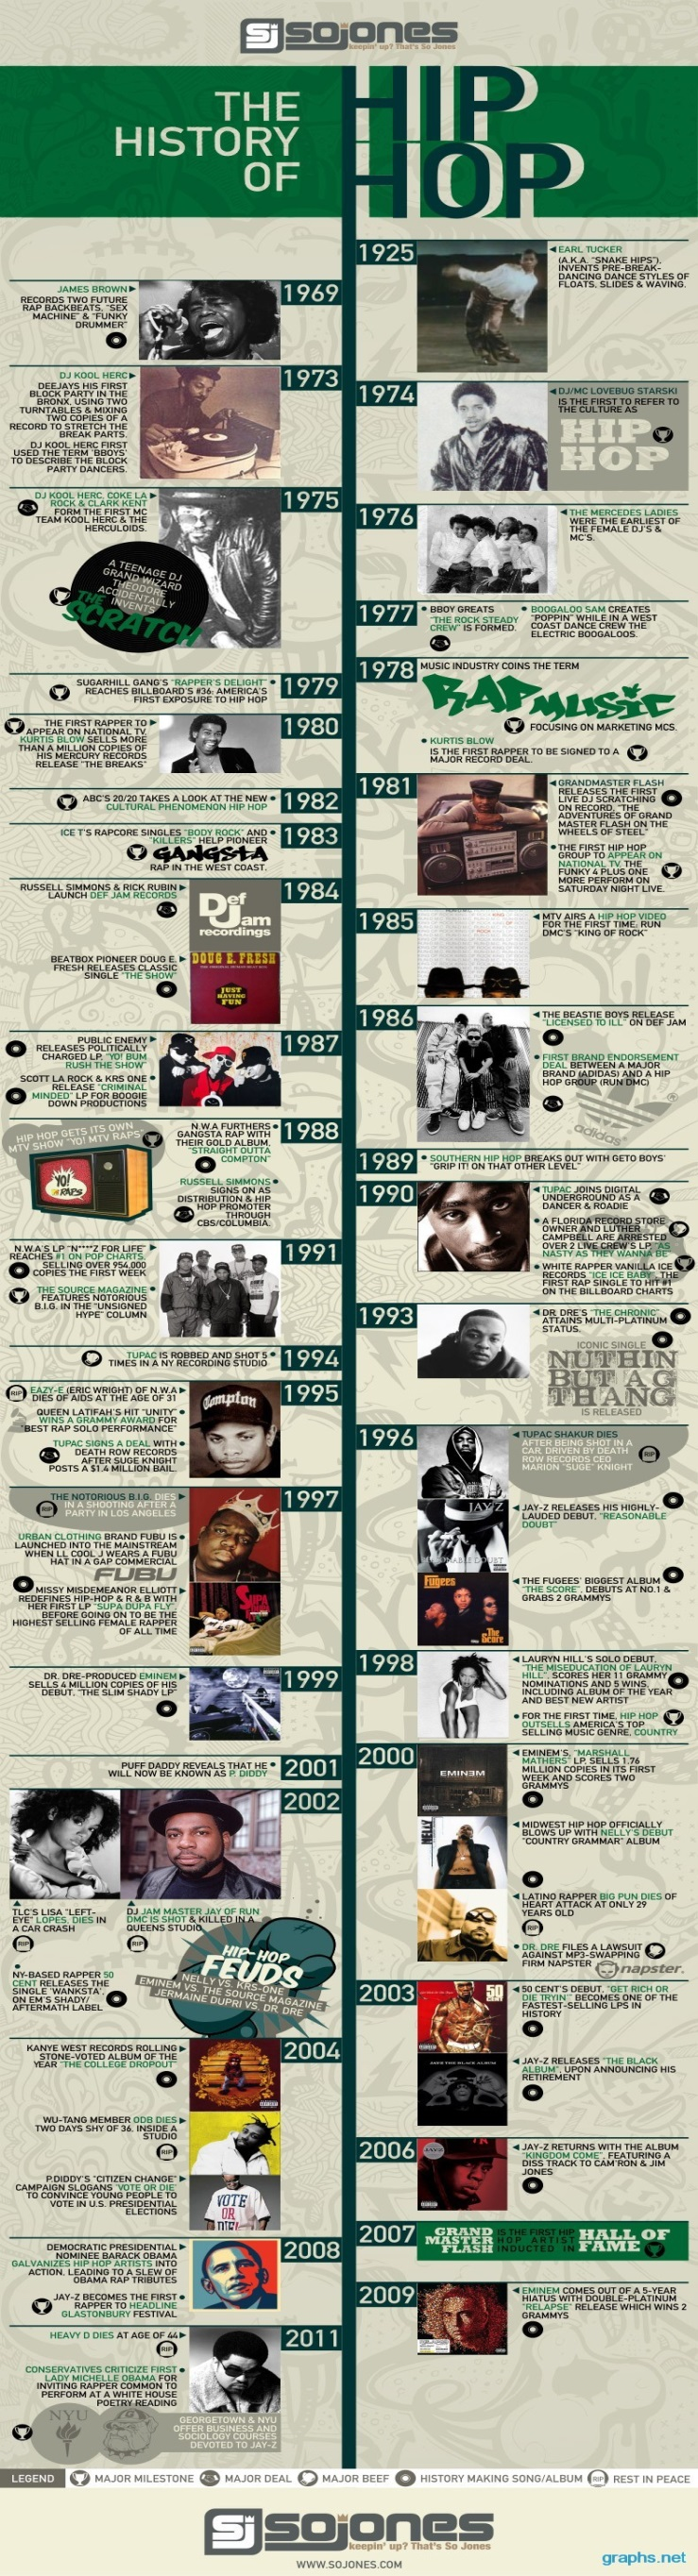 SJ sojones
keepin' up? That's So Jones
THE
HISTORY
OF
HIP
HOP
1925
EARL TUCKER
(A.K.A. "SNAKE HIPS"),
INVENTS PRE-BREAK-
DANCING DANCE STYLES OF
FLOATS, SLIDES & WAVING.
1969
JAMES BROWN
RECORDS TWO FUTURE
RAP BACKBEATS, "SEX
MACHINE" & "FUNKY
DRUMMER"
1973
DJ KOOL HERC
DEEJAYS HIS FIRST
BLOCK PARTY IN THE
BRONX, USING TWO
TURNTABLES & MIXING
TWO COPIES OF A
RECORD TO STRETCH THE
BREAK PARTS.
DJ KOOL HERC FIRST
USED THE TERM 'BBOYS'
TO DESCRIBE THE BLOCK
PARTY DANCERS.
1974
DJ/MC LOVEBUG STARSKI
IS THE FIRST TO REFER TO
THE CULTURE AS
HIP
HOP
1975
DJ KOOL HERC, COKE LA
ROCK & CLARK KENT
FORM THE FIRST MC
TEAM KOOL HERC & THE
HERCULOIDS.
A TEENAGE DJ
GRAND WIZARD
THEODORE
ACCIDENTALLY
INVENTS
THE
SCRATCH
1976
THE MERCEDES LADIES
WERE THE EARLIEST OF
THE FEMALE DJ'S &
MC'S.
1977
BBOY GREATS
"THE ROCK STEADY
CREW" IS FORMED.
BOOGALOO SAM CREATES
"POPPIN" WHILE IN A WEST
COAST DANCE CREW THE
ELECTRIC BOOGALOOS.
1978
MUSIC INDUSTRY COINS THE TERM
RAP MUSIC
FOCUSING ON MARKETING MCS.
KURTIS BLOW
IS THE FIRST RAPPER TO BE SIGNED TO A
MAJOR RECORD DEAL.
1979
SUGARHILL GANG'S "RAPPER'S DELIGHT"
REACHES BILLBOARD'S #36; AMERICA'S
FIRST EXPOSURE TO HIP HOP
1980
THE FIRST RAPPER TO
APPEAR ON NATIONAL TV,
KURTIS BLOW SELLS MORE
THAN A MILLION COPIES OF
HIS MERCURY RECORDS
RELEASE "THE BREAKS"
1981
GRANDMASTER FLASH
RELEASES THE FIRST
LIVE DJ SCRATCHING
ON RECORD, "THE
ADVENTURES OF GRAND
MASTER FLASH ON THE
WHEELS OF STEEL"
THE FIRST HIP HOP
GROUP TO APPEAR ON
NATIONAL TV, THE
FUNKY 4 PLUS ONE
MORE PERFORM ON
SATURDAY NIGHT LIVE.
1982
ABC'S 20/20 TAKES A LOOK AT THE NEW
CULTURAL PHENOMENON HIP HOP
1983
ICE T'S RAPCORE SINGLES "BODY ROCK" AND
"KILLERS" HELP PIONEER
GANGSTA
RAP IN THE WEST COAST.
1984
RUSSELL SIMMONS & RICK RUBIN
LAUNCH DEF JAM RECORDS
Def
Jam
recordings
BEATBOX PIONEER DOUG E.
FRESH RELEASES CLASSIC
SINGLE "THE SHOW"
DOUG E. FRESH
JUST
HAVING
FUN
1985
MTV AIRS A HIP HOP VIDEO
FOR THE FIRST TIME: RUN
DMC'S "KING OF ROCK"
KING
OF
ROCK
1986
THE BEASTIE BOYS RELEASE
"LICENSED TO ILL" ON DEF JAM
FIRST BRAND ENDORSEMENT
DEAL BETWEEN A MAJOR
BRAND (ADIDAS) AND A HIP
HOP GROUP (RUN DMC)
adidas
1987
PUBLIC ENEMY
RELEASES POLITICALLY
CHARGED LP, "YO! BUM
RUSH THE SHOW"
SCOTT LA ROCK & KRS ONE
RELEASE "CRIMINAL
MINDED" LP FOR BOOGIE
DOWN PRODUCTIONS
1988
HIP HOP GETS ITS OWN
MTV SHOW "YO! MTV RAPS"
YO!
RAPS
N.W.A FURTHERS
GANGSTA RAP WITH
THEIR GOLD ALBUM,
"STRAIGHT OUTTA
COMPTON"
RUSSELL SIMMONS
SIGNS ON AS
DISTRIBUTION & HIP
HOP PROMOTER
THROUGH
CBS/COLUMBIA.
1989
SOUTHERN HIP HOP BREAKS OUT WITH GETO BOYS'
"GRIP IT! ON THAT OTHER LEVEL"
1990
TUPAC JOINS DIGITAL
UNDERGROUND AS A
DANCER & ROADIE
A FLORIDA RECORD STORE
OWNER AND LUTHER
CAMPBELL ARE ARRESTED
OVER 2 LIVE CREW'S LP "AS
NASTY AS THEY WANNA BE"
WHITE RAPPER VANILLA ICE
RECORDS "ICE ICE BABY", THE
FIRST RAP SINGLE TO HIT #1
ON THE BILLBOARD CHARTS
1991
N.W.A'S LP "N****Z FOR LIFE"
REACHES #1 ON POP CHARTS,
SELLING OVER 954,000
COPIES THE FIRST WEEK
THE SOURCE MAGAZINE
FEATURES NOTORIOUS
B.I.G. IN THE "UNSIGNED
HYPE" COLUMN
1993
DR. DRE'S "THE CHRONIC"
ATTAINS MULTI-PLATINUM
STATUS.
ICONIC SINGLE
NUTHIN
BUT A G
THANG
IS RELEASED
1994
TUPAC IS ROBBED AND SHOT 5
TIMES IN A NY RECORDING STUDIO
1995
EAZY-E (ERIC WRIGHT) OF N.W.A
DIES OF AIDS AT THE AGE OF 31
QUEEN LATIFAH'S HIT "UNITY"
WINS A GRAMMY AWARD FOR
"BEST RAP SOLO PERFORMANCE"
TUPAC SIGNS A DEAL WITH
DEATH ROW RECORDS
AFTER SUGE KNIGHT
POSTS A $1.4 MILLION BAIL.
Compton
1996
TUPAC SHAKUR DIES
AFTER BEING SHOT IN A
CAR, DRIVEN BY DEATH
ROW RECORDS CEO
MARION "SUGE" KNIGHT
JAY-Z RELEASES HIS HIGHLY-
LAUDED DEBUT, "REASONABLE
DOUBT"
JAY-Z
REASONABLE DOUBT
THE FUGEES' BIGGEST ALBUM
"THE SCORE", DEBUTS AT NO.1 &
GRABS 2 GRAMMYS
Fugees
The
Score
1997
THE NOTORIOUS B.I.G. DIES
IN A SHOOTING AFTER A
PARTY IN LOS ANGELES
URBAN CLOTHING BRAND FUBU IS
LAUNCHED INTO THE MAINSTREAM
WHEN LL COOL J WEARS A FUBU
HAT IN A GAP COMMERCIAL
FUBU
MISSY MISDEMEANOR ELLIOTT
REDEFINES HIP-HOP & R & B WITH
HER FIRST LP "SUPA DUPA FLY",
BEFORE GOING ON TO BE THE
HIGHEST SELLING FEMALE RAPPER
OF ALL TIME
1998
LAURYN HILL'S SOLO DEBUT,
"THE MISEDUCATION OF LAURYN
HILL", SCORES HER 11 GRAMMY
NOMINATIONS AND 5 WINS,
INCLUDING ALBUM OF THE YEAR
AND BEST NEW ARTIST
FOR THE FIRST TIME, HIP HOP
OUTSELLS AMERICA'S TOP
SELLING MUSIC GENRE, COUNTRY
1999
DR. DRE-PRODUCED EMINEM
SELLS 4 MILLION COPIES OF HIS
DEBUT, "THE SLIM SHADY LP"
2000
EMINEM'S, "MARSHALL
MATHERS" LP, SELLS 1.76
MILLION COPIES IN ITS FIRST
WEEK AND SCORES TWO
GRAMMYS
EMINEM
MIDWEST HIP HOP OFFICIALLY
BLOWS UP WITH NELLY'S DEBUT
"COUNTRY GRAMMAR" ALBUM
NELLY
LATINO RAPPER BIG PUN DIES OF
HEART ATTACK AT ONLY 29
YEARS OLD
DR. DRE FILES A LAWSUIT
AGAINST MP3-SWAPPING
FIRM NAPSTER
napster.
2001
PUFF DADDY REVEALS THAT HE
WILL NOW BE KNOWN AS P. DIDDY
2002
TLC'S LISA "LEFT-
EYE" LOPES, DIES IN
A CAR CRASH
DJ JAM MASTER JAY OF RUN
DMC IS SHOT & KILLED IN A
QUEENS STUDIO
NY-BASED RAPPER 50
CENT RELEASES THE
SINGLE 'WANKSTA',
ON EM'S SHADY/
AFTERMATH LABEL
HIP-HOP
FEUDS
NELLY VS. KRS-ONE
EMINEM VS. THE SOURCE MAGAZINE
JERMAINE DUPRI VS. DR. DRE
2003
50 CENT'S DEBUT, "GET RICH OR
DIE TRYIN'" BECOMES ONE OF THE
FASTEST-SELLING LPS IN
HISTORY
50
JAY-Z RELEASES "THE BLACK
ALBUM", UPON ANNOUNCING HIS
RETIREMENT
JAY-Z THE BLACK ALBUM
2004
KANYE WEST RECORDS ROLLING
STONE-VOTED ALBUM OF THE
YEAR "THE COLLEGE DROPOUT"
WU-TANG MEMBER ODB DIES
TWO DAYS SHY OF 36, INSIDE A
STUDIO
P.DIDDY'S "CITIZEN CHANGE"
CAMPAIGN SLOGANS 'VOTE OR DIE'
TO CONVINCE YOUNG PEOPLE TO
VOTE IN U.S. PRESIDENTIAL
ELECTIONS
VOTE
OR
DIE!
2006
JAY-Z RETURNS WITH THE ALBUM
"KINGDOM COME", FEATURING A
DISS TRACK TO CAM'RON & JIM
JONES
2007
GRAND
MASTER
FLASH
IS THE FIRST HIP
HOP ARTIST
INDUCTED IN
HALL OF
FAME
2008
DEMOCRATIC PRESIDENTIAL
NOMINEE BARACK OBAMA
GALVANIZES HIP HOP ARTISTS INTO
ACTION, LEADING TO A SLEW OF
OBAMA RAP TRIBUTES
JAY-Z BECOMES THE FIRST
RAPPER TO HEADLINE
GLASTONBURY FESTIVAL
2009
EMINEM COMES OUT OF A 5-YEAR
HIATUS WITH DOUBLE-PLATINUM
"RELAPSE" RELEASE WHICH WINS 2
GRAMMYS
2011
HEAVY D DIES AT AGE OF 44
CONSERVATIVES CRITICIZE FIRST
LADY MICHELLE OBAMA FOR
INVITING RAPPER COMMON TO
PERFORM AT A WHITE HOUSE
POETRY READING
NYU
GEORGETOWN & NYU
OFFER BUSINESS AND
SOCIOLOGY COURSES
DEVOTED TO JAY-Z
LEGEND
MAJOR MILESTONE
MAJOR DEAL
MAJOR BEEF
HISTORY MAKING SONG/ALBUM
RIP REST IN PEACE
SJ sojones
keepin' up? That's So Jones
WWW.SOJONES.COM
graphs.net